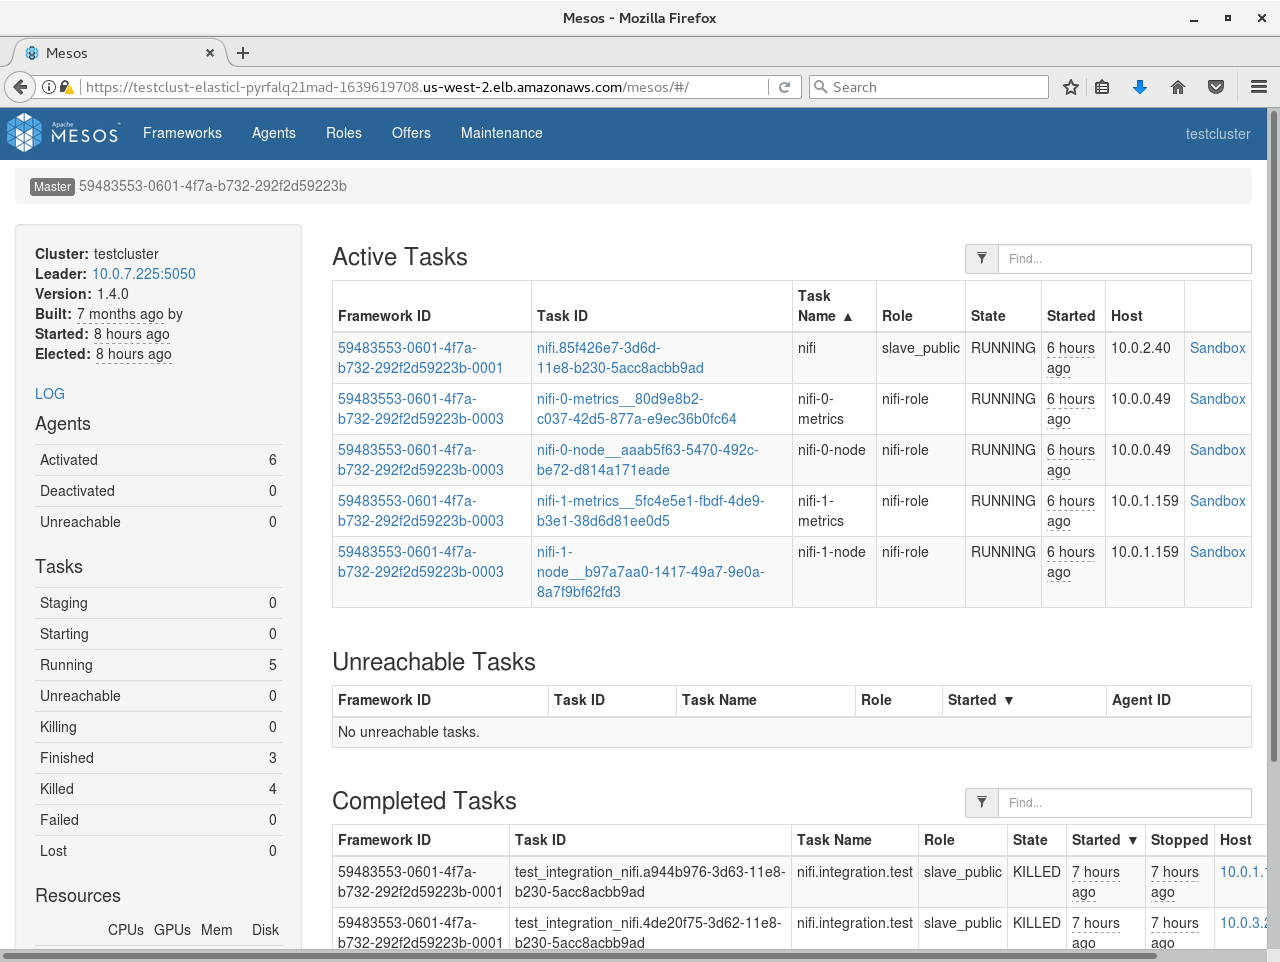 Mesos - Mozilla Firefox
Mesos
https://testclust-elasticl-pyrfalq21mad-1639619708.us-west-2.elb.amazonaws.com/mesos/#/
Search
Apache
MESOS
Frameworks Agents Roles Offers Maintenance testcluster
Master 59483553-0601-4f7a-b732-292f2d59223b
Cluster: testcluster
Leader: 10.0.7.225:5050
Version: 1.4.0
Built: 7 months ago by
Started: 8 hours ago
Elected: 8 hours ago
LOG
Agents
Activated 6
Deactivated 0
Unreachable 0
Tasks
Staging 0
Starting 0
Running 5
Unreachable 0
Killing 0
Finished 3
Killed 4
Failed 0
Lost 0
Resources
CPUs GPUs Mem Disk
Active Tasks
Find...
Task
Framework ID Task ID Name ▲ Role State Started Host
59483553-0601-4f7a- nifi.85f426e7-3d6d- nifi slave_public RUNNING 6 hours 10.0.2.40 Sandbox
b732-292f2d59223b-0001 11e8-b230-5acc8acbb9ad ago
59483553-0601-4f7a- nifi-0-metrics__80d9e8b2- nifi-0- nifi-role RUNNING 6 hours 10.0.0.49 Sandbox
b732-292f2d59223b-0003 c037-42d5-877a-e9ec36b0fc64 metrics ago
59483553-0601-4f7a- nifi-0-node__aaab5f63-5470-492c- nifi-0-node nifi-role RUNNING 6 hours 10.0.0.49 Sandbox
b732-292f2d59223b-0003 be72-d814a171eade ago
59483553-0601-4f7a- nifi-1-metrics__5fc4e5e1-fbdf-4de9- nifi-1- nifi-role RUNNING 6 hours 10.0.1.159 Sandbox
b732-292f2d59223b-0003 b3e1-38d6d81ee0d5 metrics ago
59483553-0601-4f7a- nifi-1- nifi-1-node nifi-role RUNNING 6 hours 10.0.1.159 Sandbox
b732-292f2d59223b-0003 node__b97a7aa0-1417-49a7-9e0a- ago
8a7f9bf62fd3
Unreachable Tasks
Framework ID Task ID Task Name Role Started ▼ Agent ID
No unreachable tasks.
Completed Tasks
Find...
Framework ID Task ID Task Name Role State Started ▼ Stopped Host
59483553-0601-4f7a- test_integration_nifi.a944b976-3d63-11e8- nifi.integration.test slave_public KILLED 7 hours 7 hours 10.0.1.
b732-292f2d59223b-0001 b230-5acc8acbb9ad ago ago
59483553-0601-4f7a- test_integration_nifi.4de20f75-3d62-11e8- nifi.integration.test slave_public KILLED 7 hours 7 hours 10.0.3.2
b732-292f2d59223b-0001 b230-5acc8acbb9ad ago ago